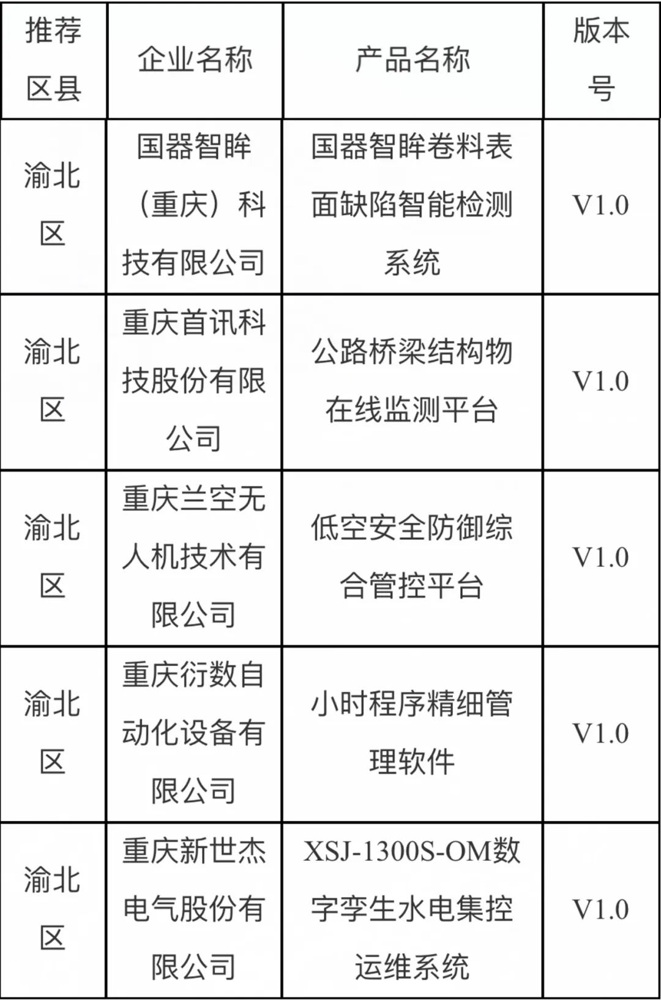 推荐
区县
企业名称
产品名称
版本
号
渝北
区
国器智眸
（重庆）科
技有限公司
国器智眸卷料表
面缺陷智能检测
系统
V1.0
渝北
区
重庆首讯科
技股份有限
公司
公路桥梁结构物
在线监测平台
V1.0
渝北
区
重庆兰空无
人机技术有
限公司
低空安全防御综
合管控平台
V1.0
渝北
区
重庆衍数自
动化设备有
限公司
小时程序精细管
理软件
V1.0
渝北
区
重庆新世杰
电气股份有
限公司
XSJ-1300S-OM数
字孪生水电集控
运维系统
V1.0